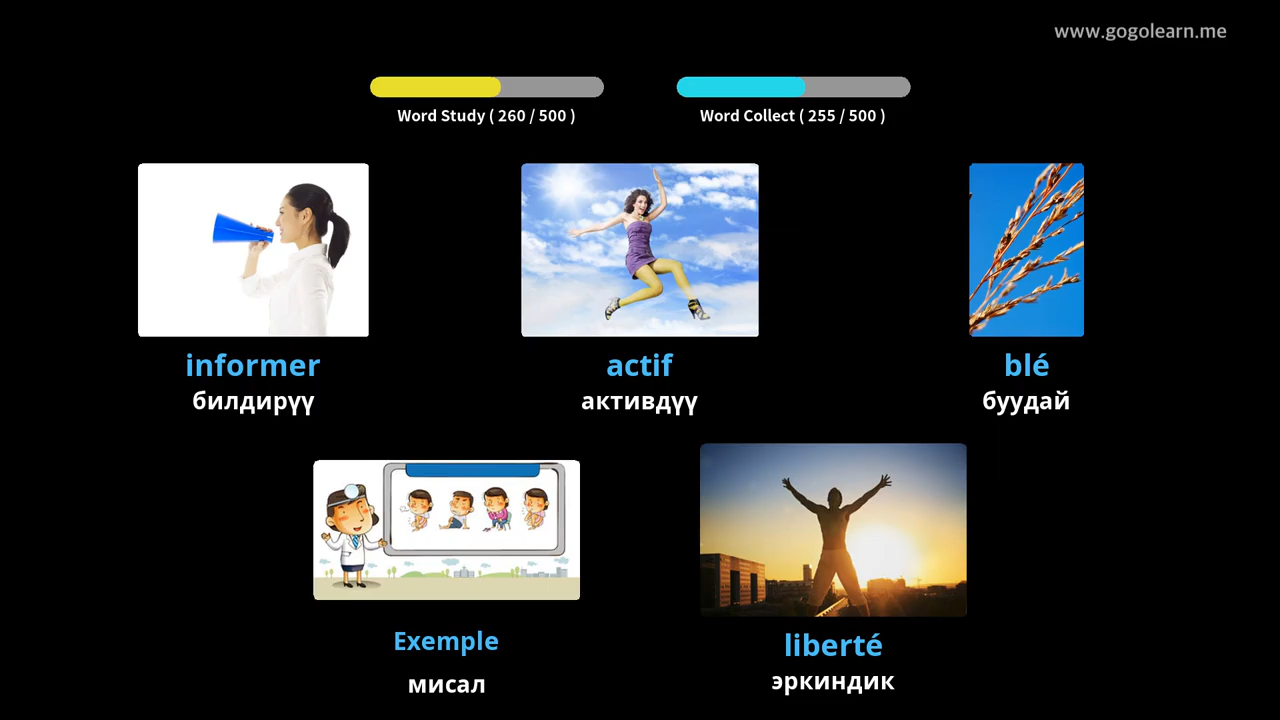 www.gogolearn.me
Word Study ( 260 / 500 )
Word Collect ( 255 / 500 )
informer
билдирүү
actif
активдүү
blé
буудай
Exemple
мисал
liberté
эркиндик